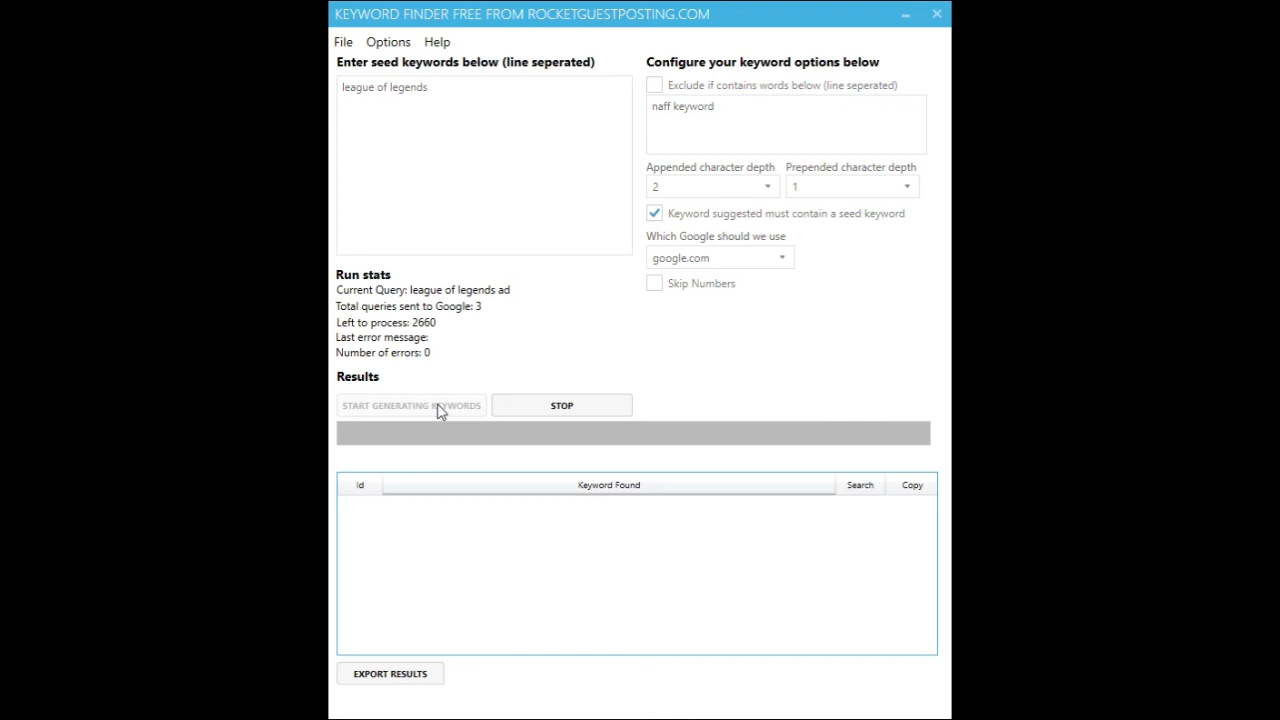 KEYWORD FINDER FREE FROM ROCKETGUESTPOSTING.COM
File Options Help
Enter seed keywords below (line seperated)
league of legends
Configure your keyword options below
Exclude if contains words below (line seperated)
naff keyword
Appended character depth Prepended character depth
2 1
Keyword suggested must contain a seed keyword
Which Google should we use
google.com
Skip Numbers
Run stats
Current Query: league of legends ad
Total queries sent to Google: 3
Left to process: 2660
Last error message:
Number of errors: 0
Results
START GENERATING KEYWORDS STOP
Id Keyword Found Search Copy
EXPORT RESULTS